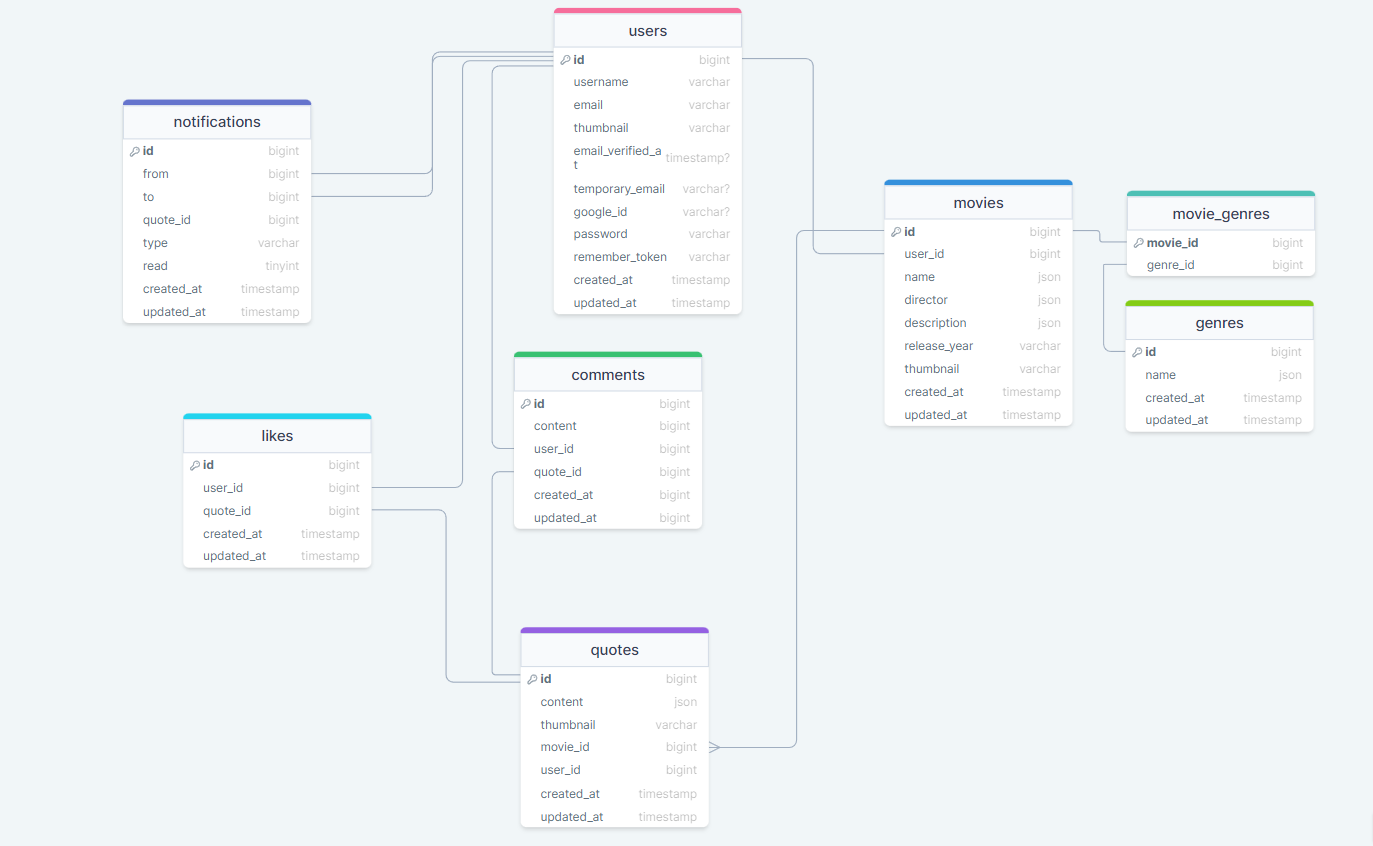 users
id bigint
username varchar
email varchar
thumbnail varchar
email_verified_a
t timestamp?
temporary_email varchar?
google_id varchar?
password varchar
remember_token varchar
created_at timestamp
updated_at timestamp
notifications
id bigint
from bigint
to bigint
quote_id bigint
type varchar
read tinyint
created_at timestamp
updated_at timestamp
movies
id bigint
user_id bigint
name json
director json
description json
release_year varchar
thumbnail varchar
created_at timestamp
updated_at timestamp
movie_genres
movie_id bigint
genre_id bigint
genres
id bigint
name json
created_at timestamp
updated_at timestamp
comments
id bigint
content bigint
user_id bigint
quote_id bigint
created_at bigint
updated_at bigint
likes
id bigint
user_id bigint
quote_id bigint
created_at timestamp
updated_at timestamp
quotes
id bigint
content json
thumbnail varchar
movie_id bigint
user_id bigint
created_at timestamp
updated_at timestamp